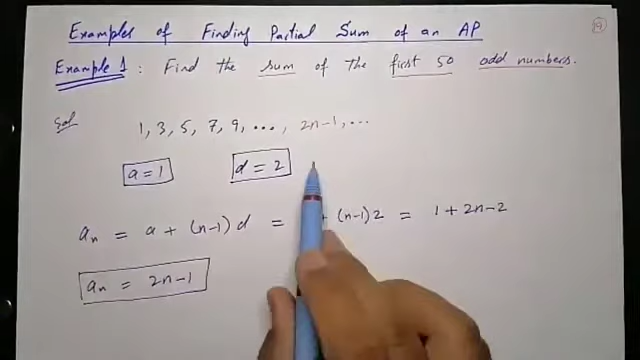 Examples of Finding Partial Sum of an AP
Example 1 : Find the sum of the first 50 odd numbers.
Sol
1, 3, 5, 7, 9, ..., 2n-1, ...
a = 1 d = 2
aₙ = a + (n-1)d = + (n-1)2 = 1 + 2n-2
aₙ = 2n-1